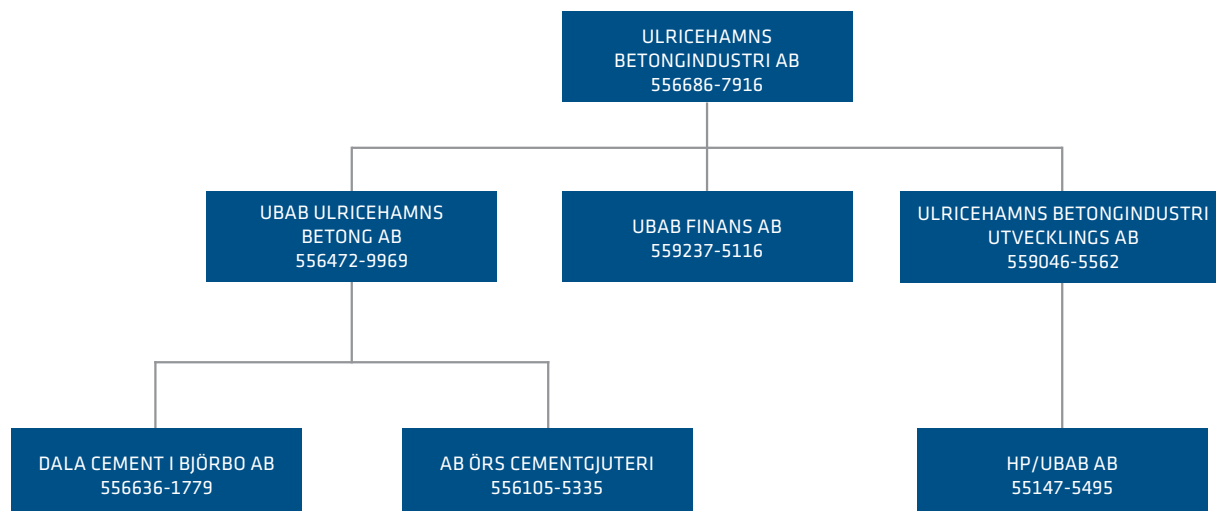 ULRICEHAMNS
BETONGINDUSTRI AB
556686-7916
UBAB ULRICEHAMNS
BETONG AB
556472-9969
UBAB FINANS AB
559237-5116
ULRICEHAMNS BETONGINDUSTRI
UTVECKLINGS AB
559046-5562
DALA CEMENT I BJÖRBO AB
556636-1779
AB ÖRS CEMENTGJUTERI
556105-5335
HP/UBAB AB
55147-5495